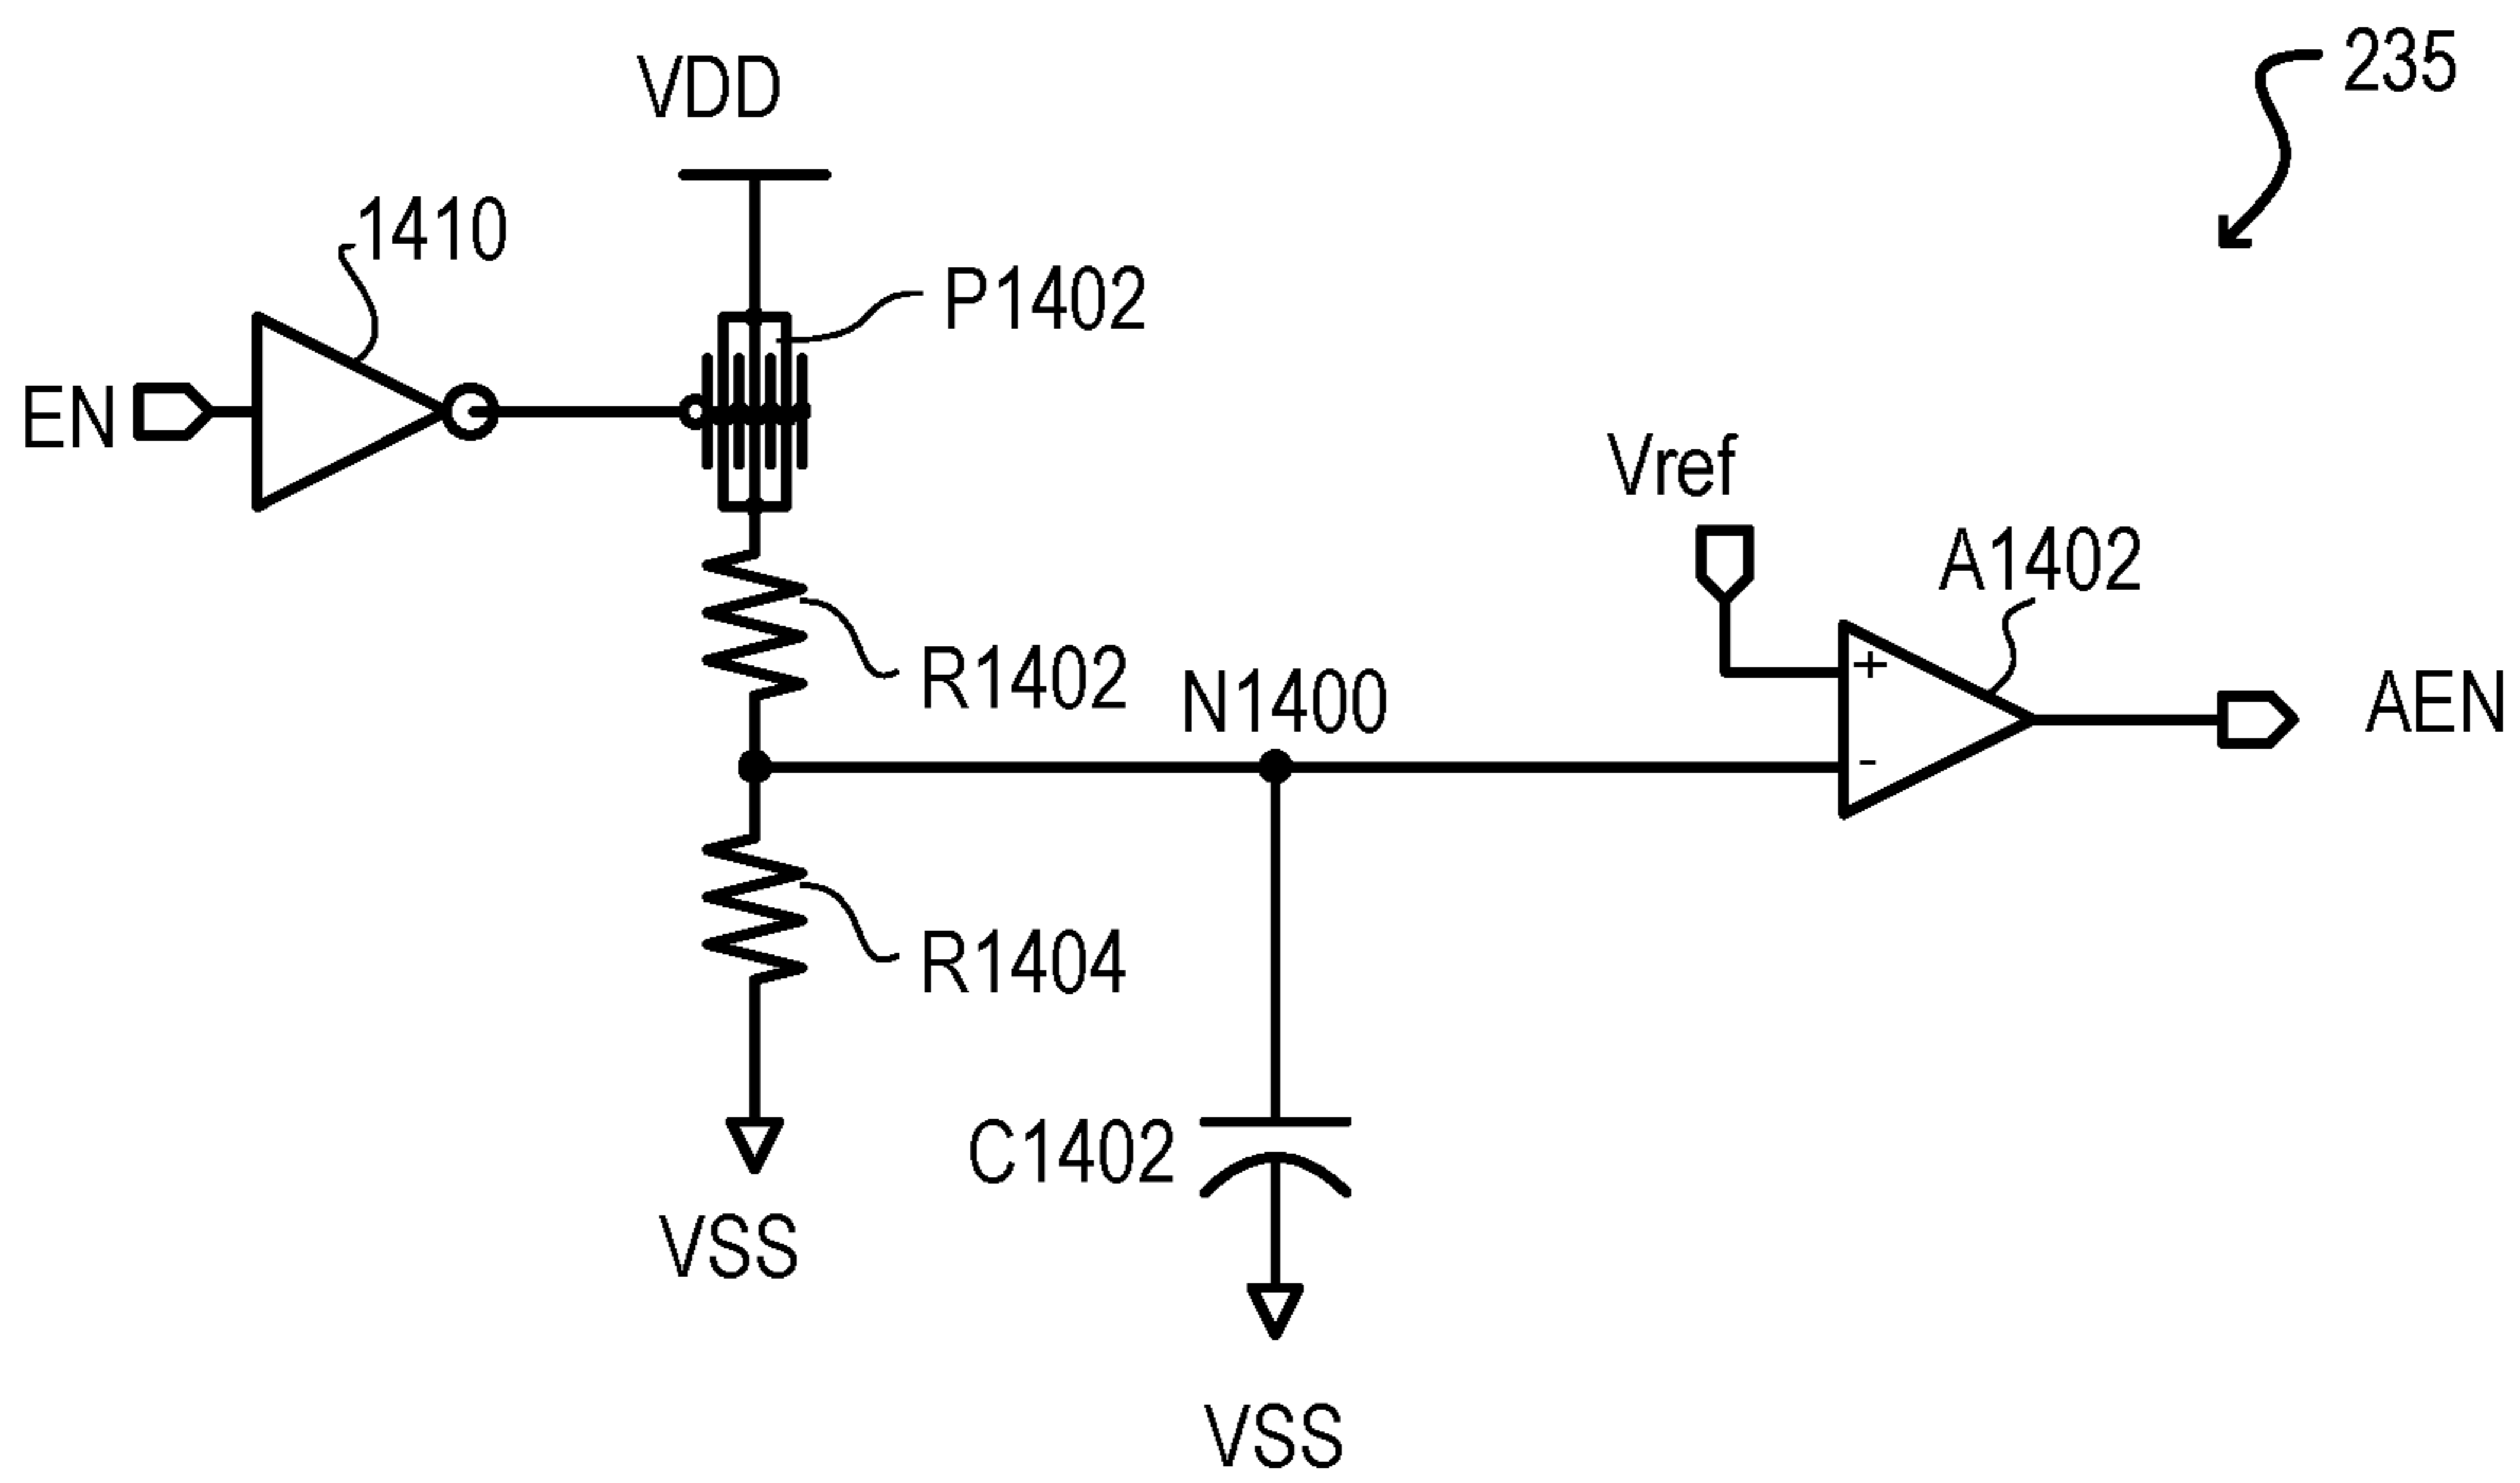 235
VDD
1410
P1402
EN
Vref
A1402
R1402
N1400
+
-
AEN
R1404
C1402
VSS
VSS